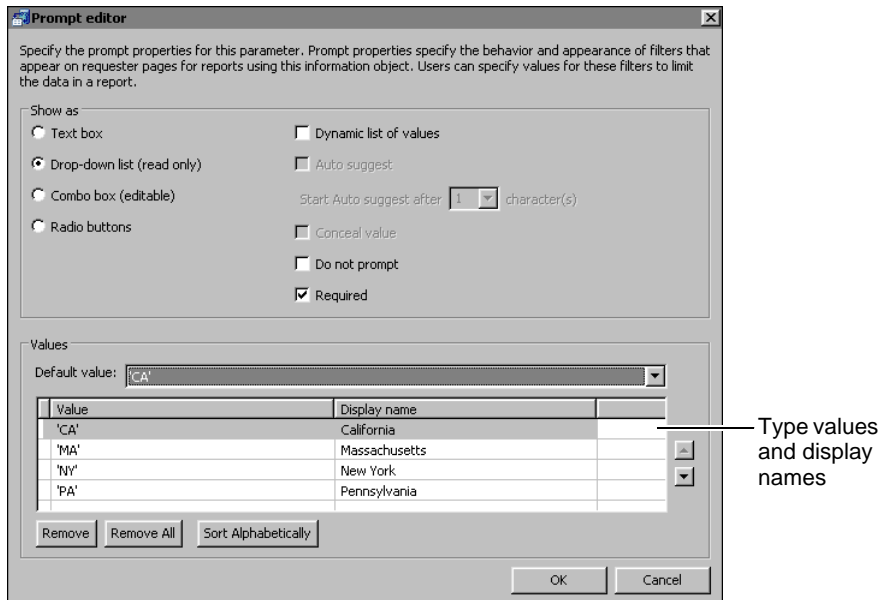 Prompt editor
Specify the prompt properties for this parameter. Prompt properties specify the behavior and appearance of filters that
appear on requester pages for reports using this information object. Users can specify values for these filters to limit
the data in a report.
Show as
Text box
Dynamic list of values
Drop-down list (read only)
Auto suggest
Combo box (editable)
Start Auto suggest after 1 character(s)
Radio buttons
Conceal value
Do not prompt
Required
Values
Default value: 'CA'
Value Display name
'CA' California
'MA' Massachusetts
'NY' New York
'PA' Pennsylvania
Type values
and display
names
Remove Remove All Sort Alphabetically
OK Cancel